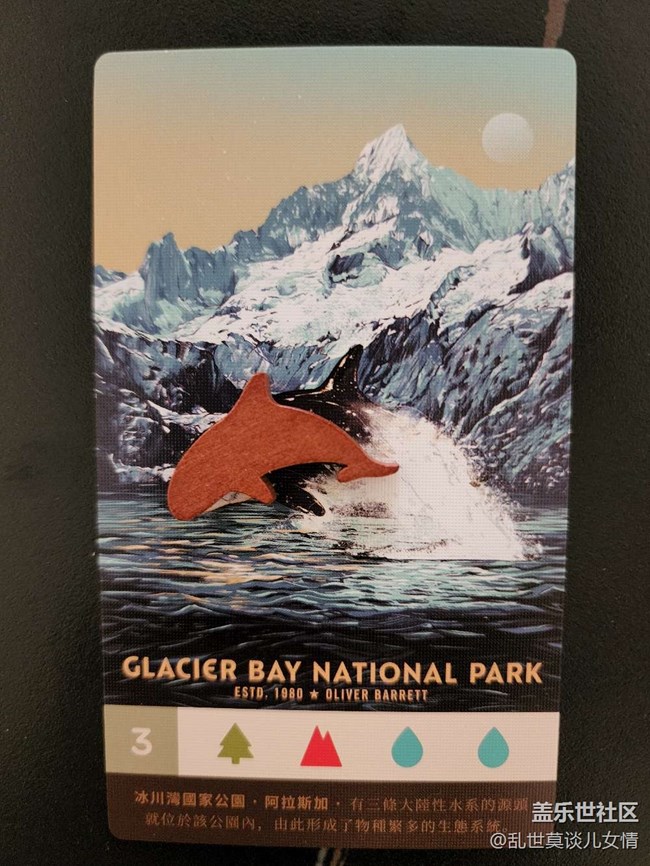 GLACIER BAY NATIONAL PARK
ESTD. 1980 ★ OLIVER BARRETT
3
冰川灣國家公園・阿拉斯加・有三條大陸性水系的源頭
就位於該公園內，由此形成了物種繁多的生態系統。
盖乐世社区
@乱世莫谈儿女情